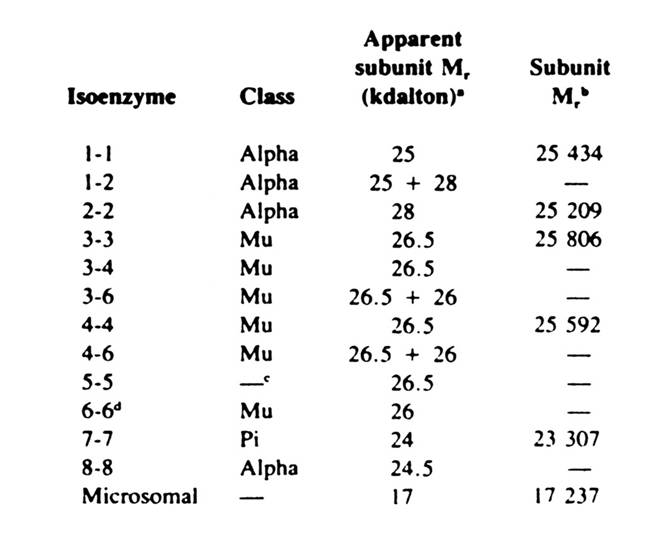 Apparent
subunit Mr Subunit
Isoenzyme Class (kdalton)ᵃ Mrᵇ
1-1 Alpha 25 25 434
1-2 Alpha 25 + 28 —
2-2 Alpha 28 25 209
3-3 Mu 26.5 25 806
3-4 Mu 26.5 —
3-6 Mu 26.5 + 26 —
4-4 Mu 26.5 25 592
4-6 Mu 26.5 + 26 —
5-5 —ᶜ 26.5 —
6-6ᵈ Mu 26 —
7-7 Pi 24 23 307
8-8 Alpha 24.5 —
Microsomal — 17 17 237